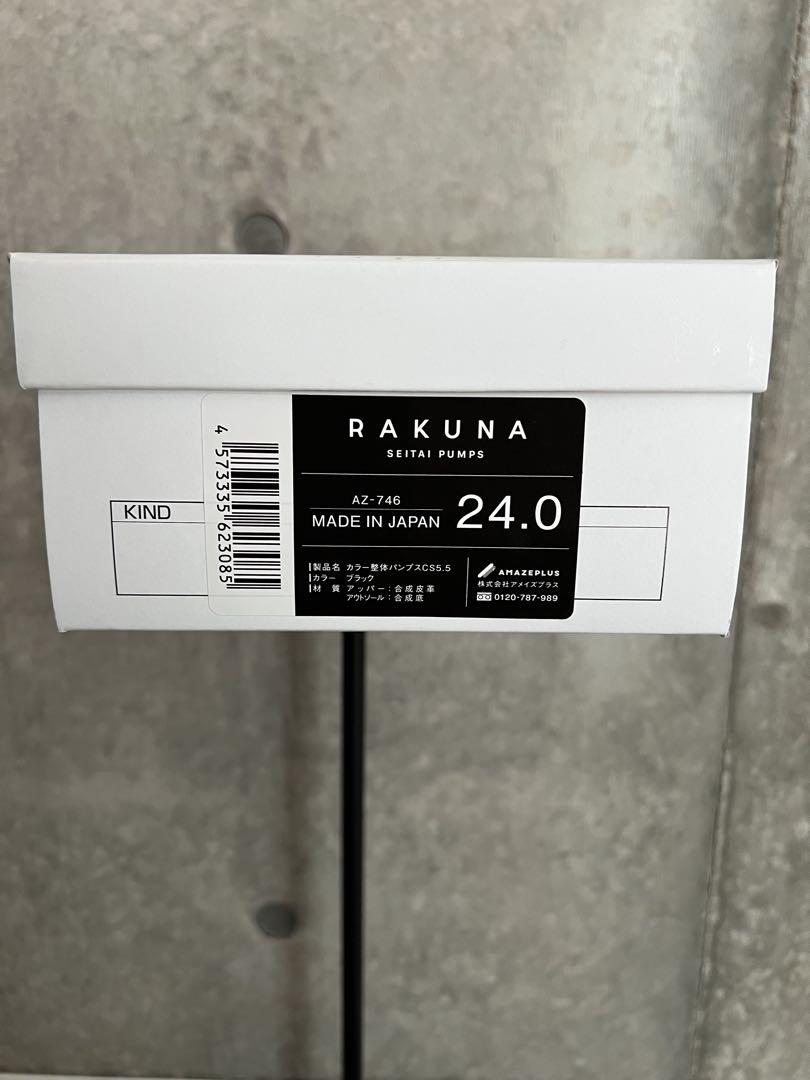 RAKUNA
SEITAI PUMPS
AZ-746
MADE IN JAPAN
24.0
製品名 カラー整体パンプスCS5.5
カラー ブラック
材質 アッパー:合成皮革
アウトソール:合成底
AMAZEPLUS
株式会社アメイズプラス
0120-787-989
4 573335 623085
KIND